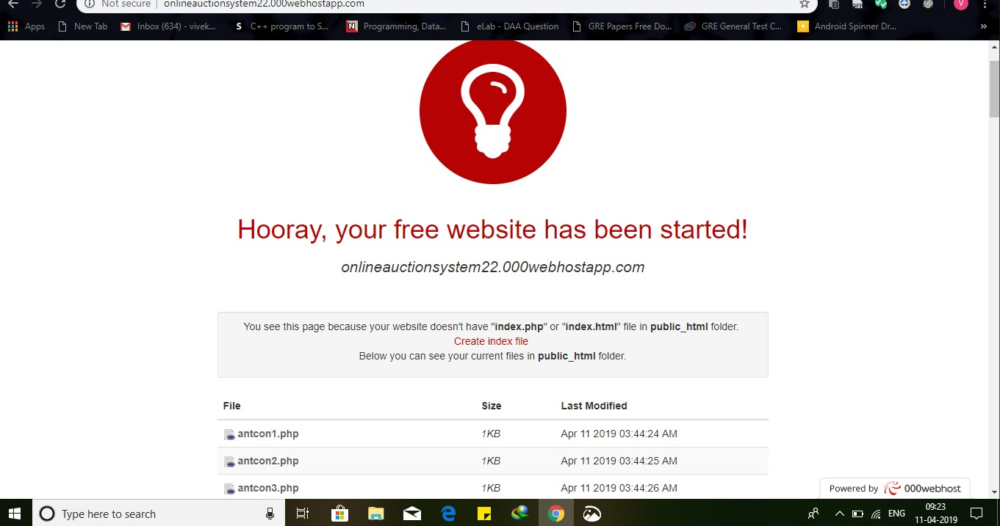 Not secure | onlineauctionsystem22.000webhostapp.com
OFF
V
Apps New Tab Inbox (634) - vivek... S C++ program to S... N Programming, Data... eLab - DAA Question GRE Papers Free Do... GRE General Test C... Android Spinner Dr... »
Hooray, your free website has been started!
onlineauctionsystem22.000webhostapp.com
You see this page because your website doesn't have "index.php" or "index.html" file in public_html folder.
Create index file
Below you can see your current files in public_html folder.
File Size Last Modified
antcon1.php 1KB Apr 11 2019 03:44:24 AM
antcon2.php 1KB Apr 11 2019 03:44:25 AM
antcon3.php 1KB Apr 11 2019 03:44:26 AM
Powered by 000webhost
Type here to search
ENG
09:23
11-04-2019